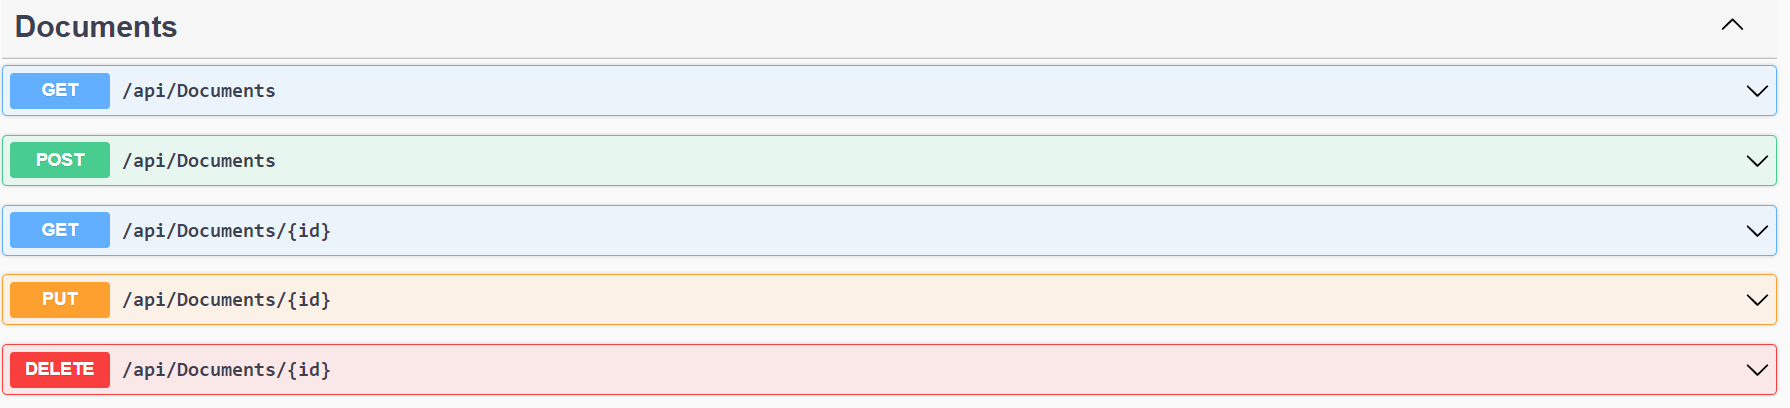 Documents
GET /api/Documents
POST /api/Documents
GET /api/Documents/{id}
PUT /api/Documents/{id}
DELETE /api/Documents/{id}